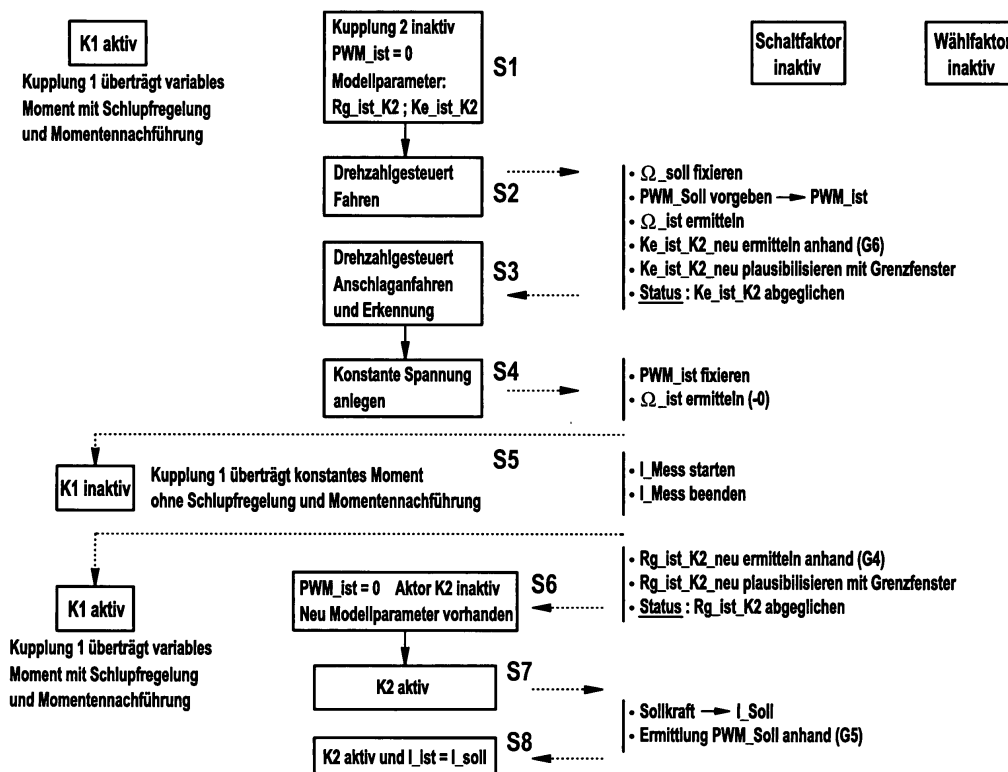 K1 aktiv
Kupplung 1 überträgt variables
Moment mit Schlupfregelung
und Momentennachführung
Kupplung 2 inaktiv
PWM_ist = 0
Modellparameter:
Rg_ist_K2 ; Ke_ist_K2
S1
Schaltfaktor
inaktiv
Wählfaktor
inaktiv
Drehzahlgesteuert
Fahren
S2
• Ω_soll fixieren
• PWM_Soll vorgeben → PWM_ist
• Ω_ist ermitteln
• Ke_ist_K2_neu ermitteln anhand (G6)
• Ke_ist_K2_neu plausibilisieren mit Grenzfenster
• Status : Ke_ist_K2 abgeglichen
Drehzahlgesteuert
Anschlaganfahren
und Erkennung
S3
Konstante Spannung
anlegen
S4
• PWM_ist fixieren
• Ω_ist ermitteln (-0)
K1 inaktiv
Kupplung 1 überträgt konstantes Moment
ohne Schlupfregelung und Momentennachführung
S5
• I_Mess starten
• I_Mess beenden
K1 aktiv
Kupplung 1 überträgt variables
Moment mit Schlupfregelung
und Momentennachführung
PWM_ist = 0 Aktor K2 inaktiv
Neu Modellparameter vorhanden
S6
• Rg_ist_K2_neu ermitteln anhand (G4)
• Rg_ist_K2_neu plausibilisieren mit Grenzfenster
• Status : Rg_ist_K2 abgeglichen
K2 aktiv
S7
• Sollkraft → I_Soll
• Ermittlung PWM_Soll anhand (G5)
K2 aktiv und I_ist = I_soll
S8